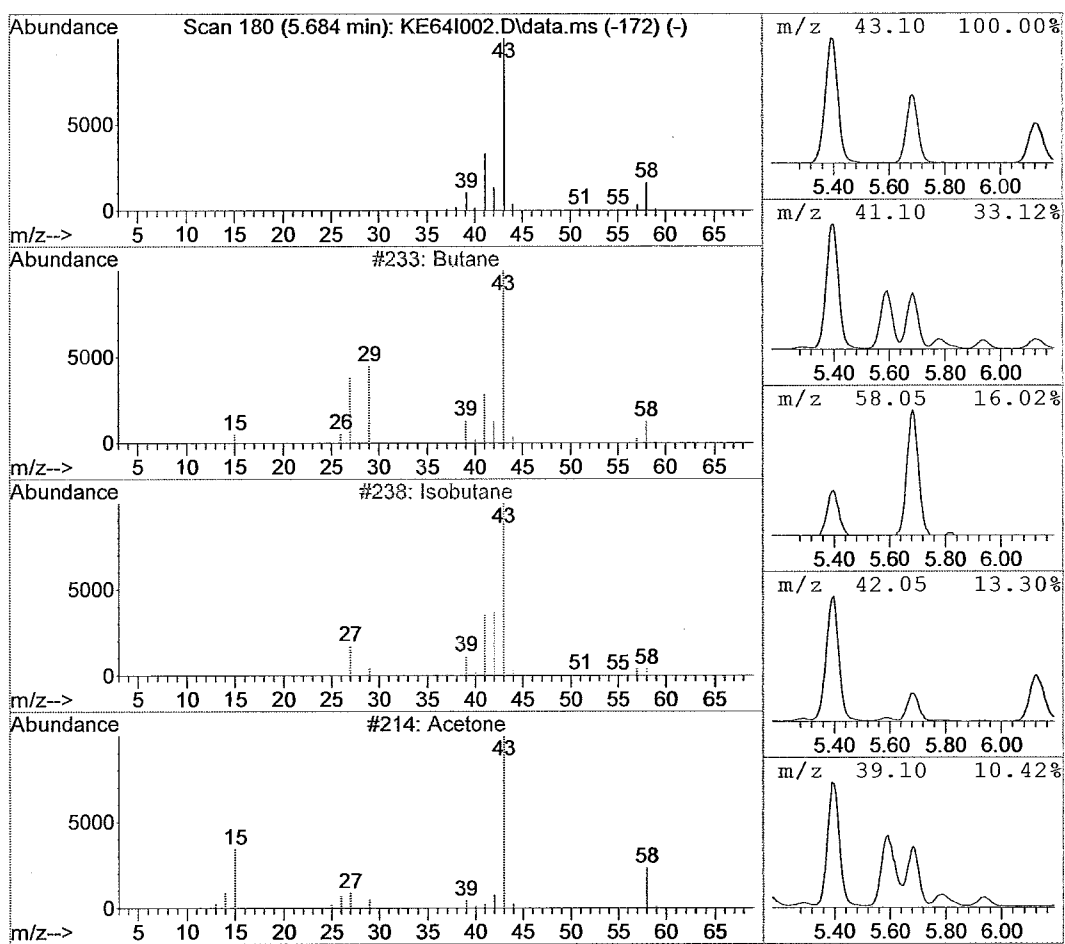 Abundance Scan 180 (5.684 min): KE64I002.D\data.ms (-172) (-)
43
5000
39 51 55 58
0
m/z--> 5 10 15 20 25 30 35 40 45 50 55 60 65
Abundance #233: Butane
43
5000
29
15 26 39 58
0
m/z--> 5 10 15 20 25 30 35 40 45 50 55 60 65
Abundance #238: Isobutane
43
5000
27 39 51 55 58
0
m/z--> 5 10 15 20 25 30 35 40 45 50 55 60 65
Abundance #214: Acetone
43
5000
15 27 39 58
0
m/z--> 5 10 15 20 25 30 35 40 45 50 55 60 65
m/z 43.10 100.00%
5.40 5.60 5.80 6.00
m/z 41.10 33.12%
5.40 5.60 5.80 6.00
m/z 58.05 16.02%
5.40 5.60 5.80 6.00
m/z 42.05 13.30%
5.40 5.60 5.80 6.00
m/z 39.10 10.42%
5.40 5.60 5.80 6.00